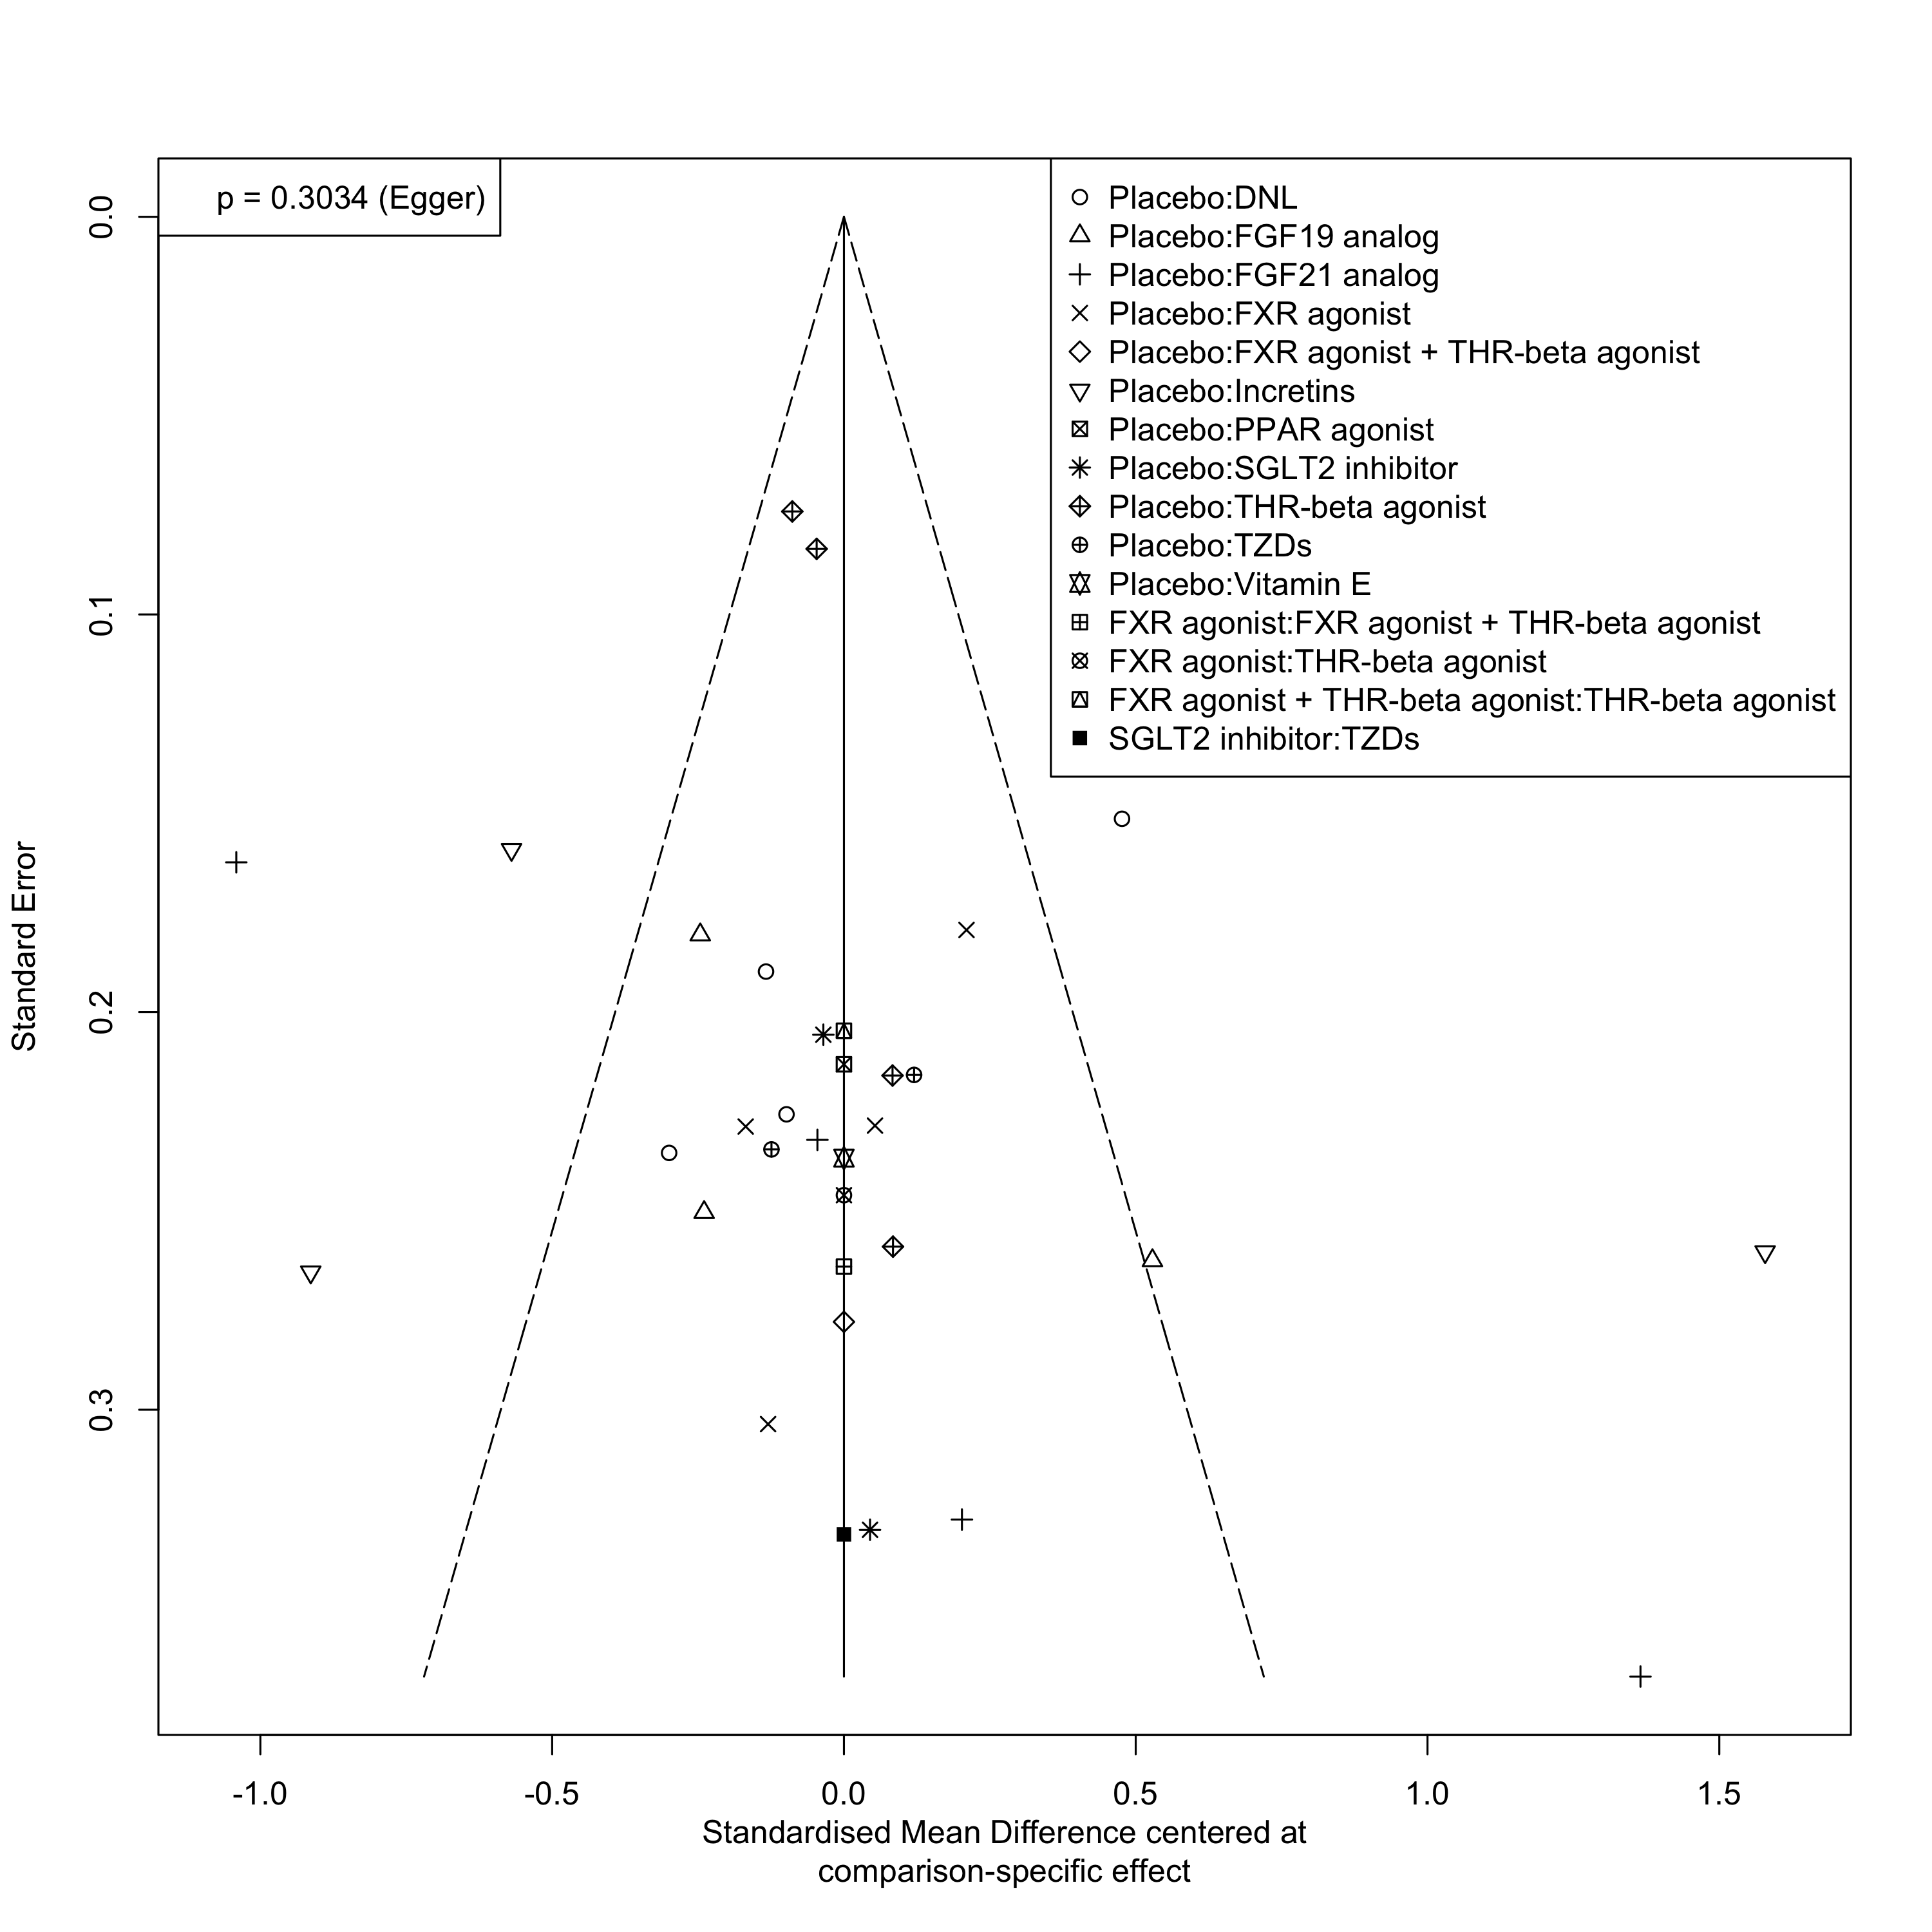 p = 0.3034 (Egger)
Placebo:DNL
Placebo:FGF19 analog
Placebo:FGF21 analog
Placebo:FXR agonist
Placebo:FXR agonist + THR-beta agonist
Placebo:Incretins
Placebo:PPAR agonist
Placebo:SGLT2 inhibitor
Placebo:THR-beta agonist
Placebo:TZDs
Placebo:Vitamin E
FXR agonist:FXR agonist + THR-beta agonist
FXR agonist:THR-beta agonist
FXR agonist + THR-beta agonist:THR-beta agonist
SGLT2 inhibitor:TZDs
Standard Error
0.0
0.1
0.2
0.3
-1.0 -0.5 0.0 0.5 1.0 1.5
Standardised Mean Difference centered at
comparison-specific effect